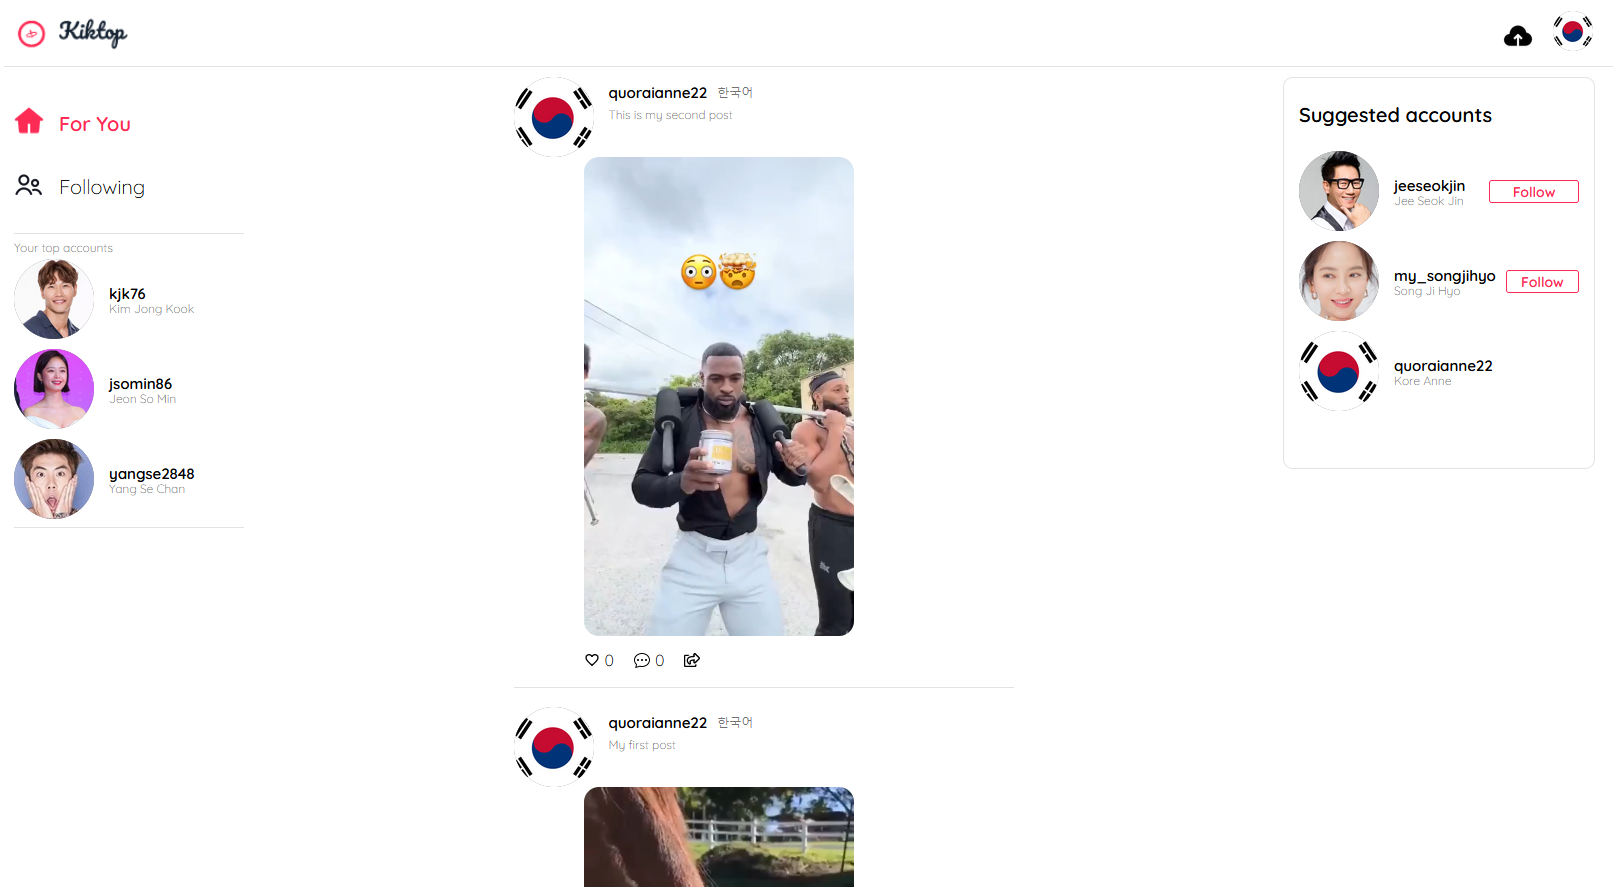 Kiktop
For You
Following
Your top accounts
kjk76
Kim Jong Kook
jsomin86
Jeon So Min
yangse2848
Yang Se Chan
quoraianne22 한국어
This is my second post
0 0
quoraianne22 한국어
My first post
Suggested accounts
jeeseokjin
Jee Seok Jin
Follow
my_songjihyo
Song Ji Hyo
Follow
quoraianne22
Kore Anne